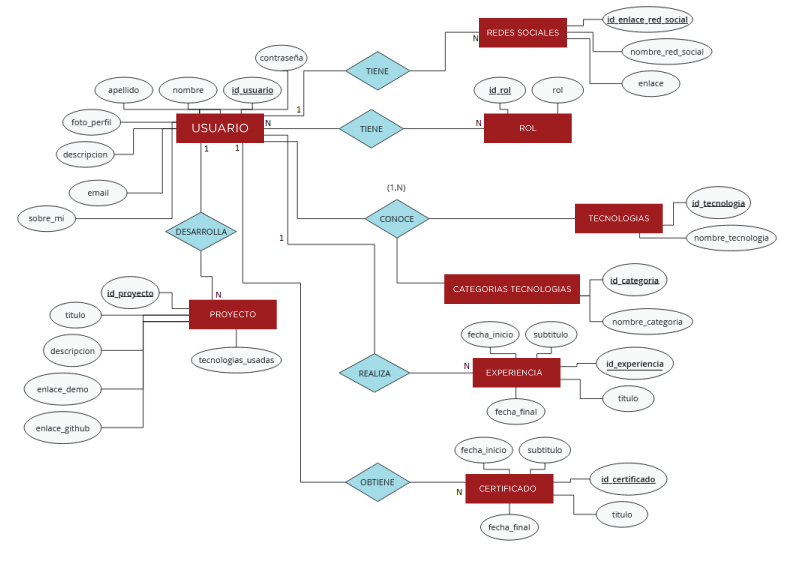 REDES SOCIALES
id_enlace_red_social
nombre_red_social
enlace
N
TIENE
contraseña
1
apellido
nombre
id_usuario
foto_perfil
descripcion
email
sobre_mi
USUARIO
N
TIENE
N
id_rol
rol
ROL
1
1
1
(1,N)
CONOCE
TECNOLOGIAS
id_tecnologia
nombre_tecnologia
DESARROLLA
CATEGORIAS TECNOLOGIAS
id_categoria
nombre_categoria
N
id_proyecto
titulo
descripcion
enlace_demo
enlace_github
PROYECTO
tecnologias_usadas
REALIZA
N
fecha_inicio
subtitulo
EXPERIENCIA
id_experiencia
titulo
fecha_final
OBTIENE
N
fecha_inicio
subtitulo
CERTIFICADO
id_certificado
titulo
fecha_final